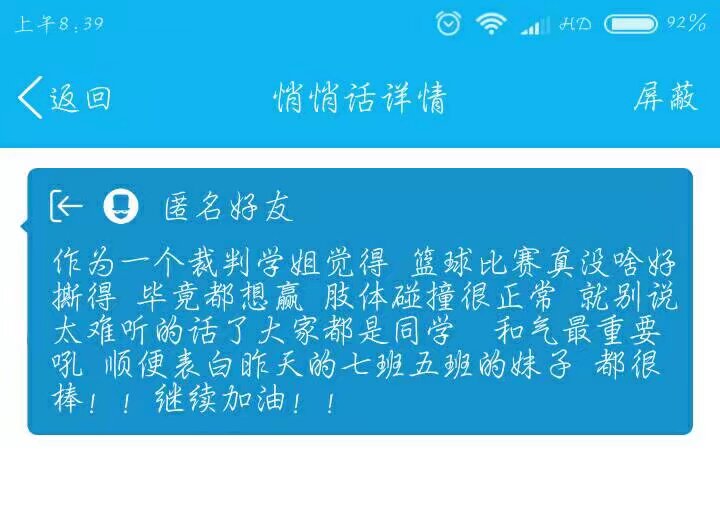 上午8:39 HD 92%
返回 悄悄话详情 屏蔽
匿名好友
作为一个裁判学姐觉得 篮球比赛真没啥好
撕得 毕竟都想赢 肢体碰撞很正常 就别说
太难听的话了大家都是同学 和气最重要
吼 顺便表白昨天的七班五班的妹子 都很
棒！！继续加油！！